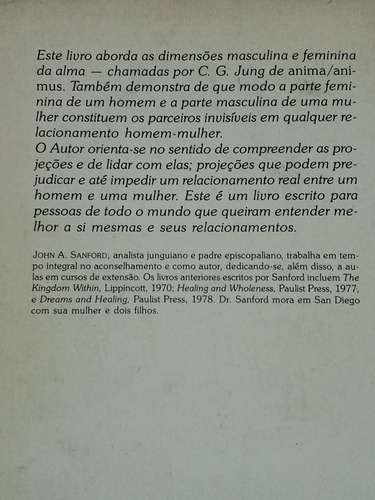 Este livro aborda as dimensões masculina e feminina
da alma — chamadas por C. G. Jung de anima/ani-
mus. Também demonstra de que modo a parte femi-
nina de um homem e a parte masculina de uma mu-
lher constituem os parceiros invisíveis em qualquer re-
lacionamento homem-mulher.
O Autor orienta-se no sentido de compreender as pro-
jeções e de lidar com elas; projeções que podem pre-
judicar e até impedir um relacionamento real entre um
homem e uma mulher. Este é um livro escrito para
pessoas de todo o mundo que queiram entender me-
lhor a si mesmas e seus relacionamentos.
JOHN A. SANFORD, analista junguiano e padre episcopaliano, trabalha em tem-
po integral no aconselhamento e como autor, dedicando-se, além disso, a au-
las em cursos de extensão. Os livros anteriores escritos por Sanford incluem The
Kingdom Within, Lippincott, 1970; Healing and Wholeness, Paulist Press, 1977,
e Dreams and Healing, Paulist Press, 1978. Dr. Sanford mora em San Diego
com sua mulher e dois filhos.